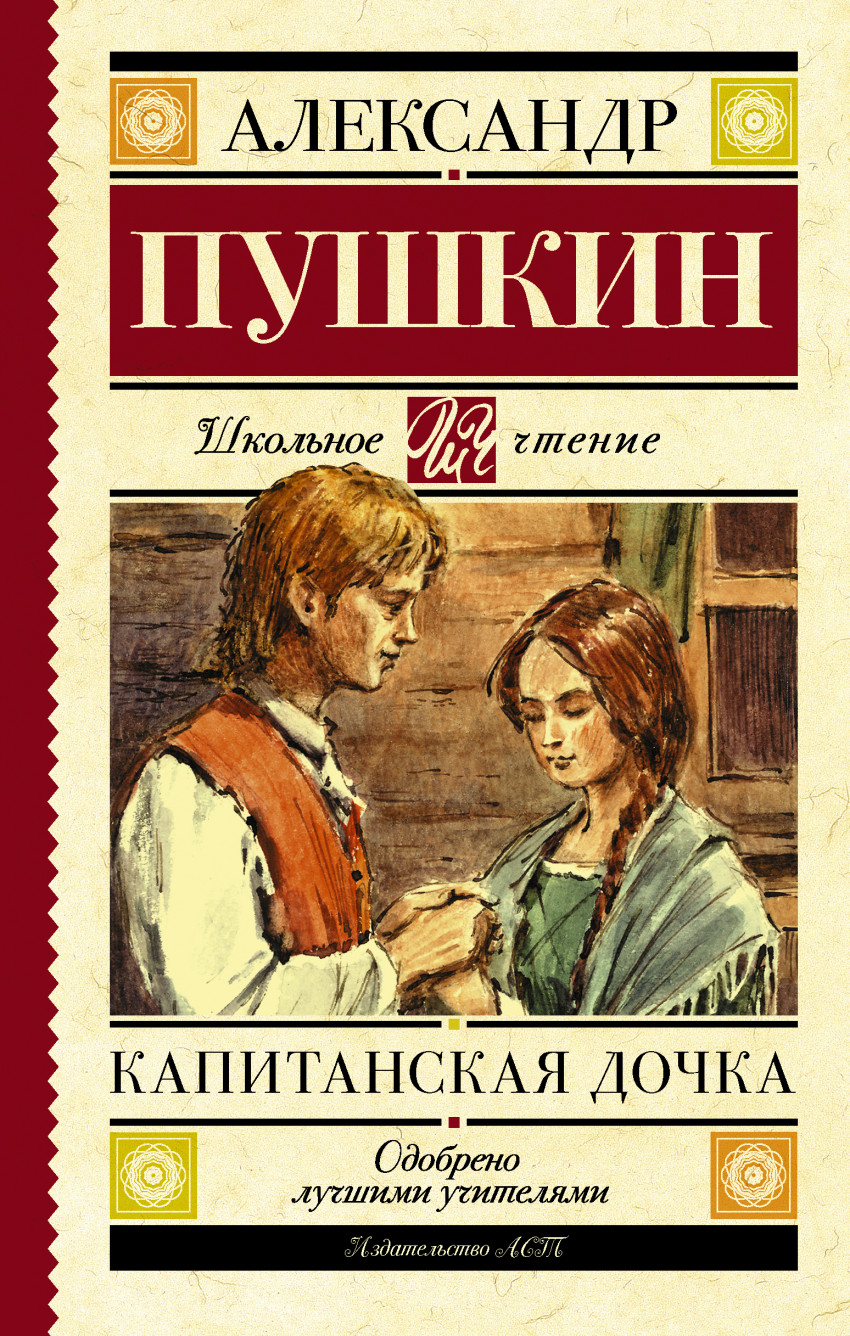 АЛЕКСАНДР
ПУШКИН
Школьное ШЧ чтение
КАПИТАНСКАЯ ДОЧКА
Одобрено
лучшими учителями
Издательство АСТ